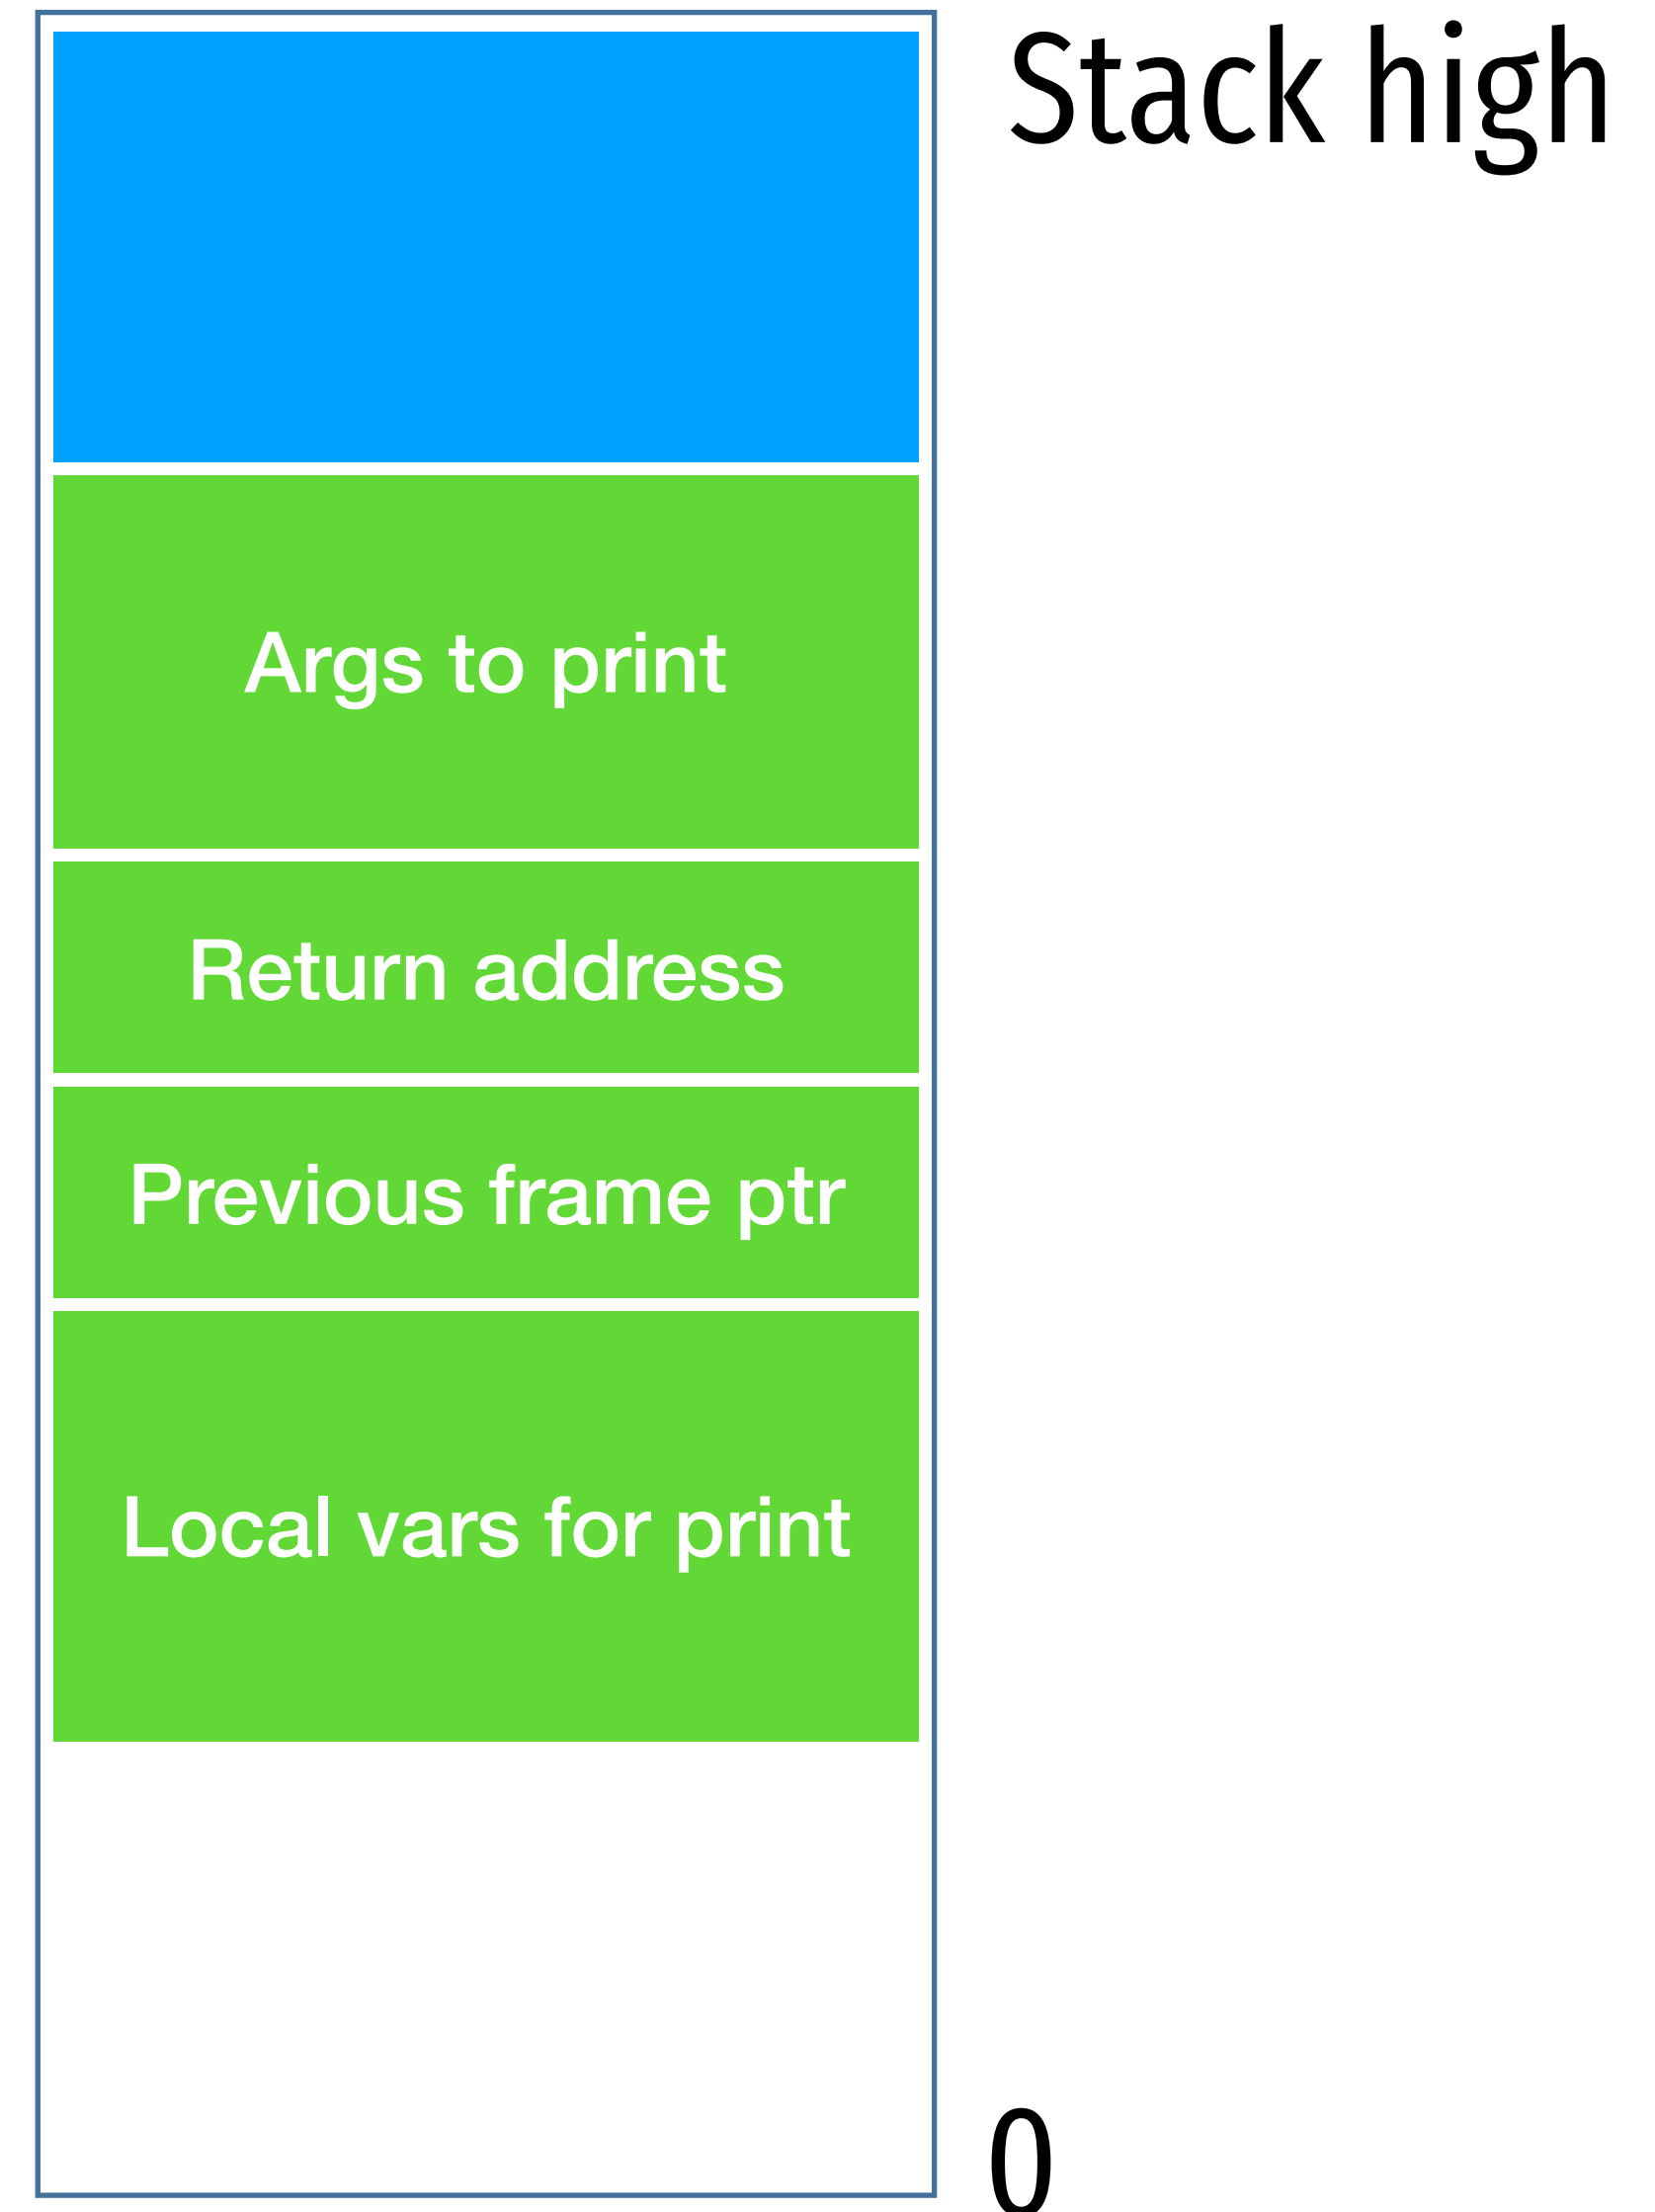 Stack high
Args to print
Return address
Previous frame ptr
Local vars for print
0